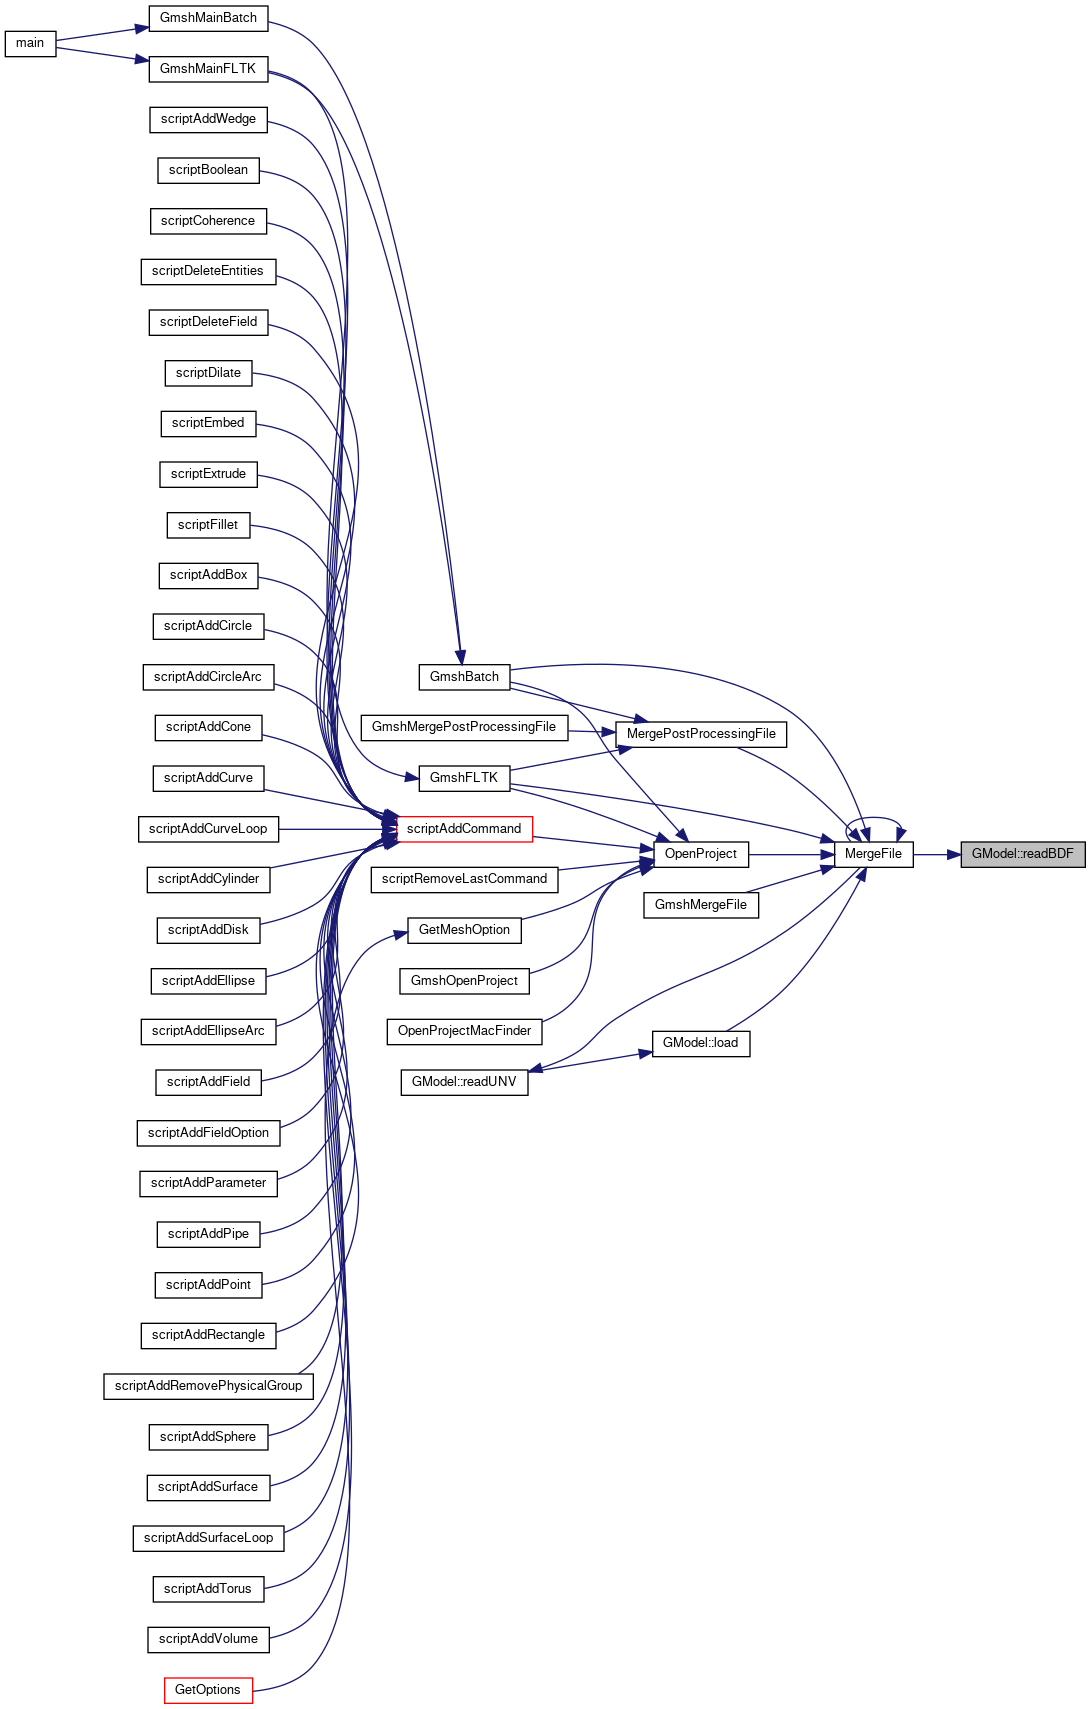 main
GmshMainBatch
GmshMainFLTK
scriptAddWedge
scriptBoolean
scriptCoherence
scriptDeleteEntities
scriptDeleteField
scriptDilate
scriptEmbed
scriptExtrude
scriptFillet
scriptAddBox
scriptAddCircle
scriptAddCircleArc
scriptAddCone
scriptAddCurve
scriptAddCurveLoop
scriptAddCylinder
scriptAddDisk
scriptAddEllipse
scriptAddEllipseArc
scriptAddField
scriptAddFieldOption
scriptAddParameter
scriptAddPipe
scriptAddPoint
scriptAddRectangle
scriptAddRemovePhysicalGroup
scriptAddSphere
scriptAddSurface
scriptAddSurfaceLoop
scriptAddTorus
scriptAddVolume
GetOptions
GmshBatch
GmshMergePostProcessingFile
GmshFLTK
scriptAddCommand
scriptRemoveLastCommand
GetMeshOption
GmshOpenProject
OpenProjectMacFinder
GModel::readUNV
MergePostProcessingFile
OpenProject
GmshMergeFile
GModel::load
MergeFile
GModel::readBDF